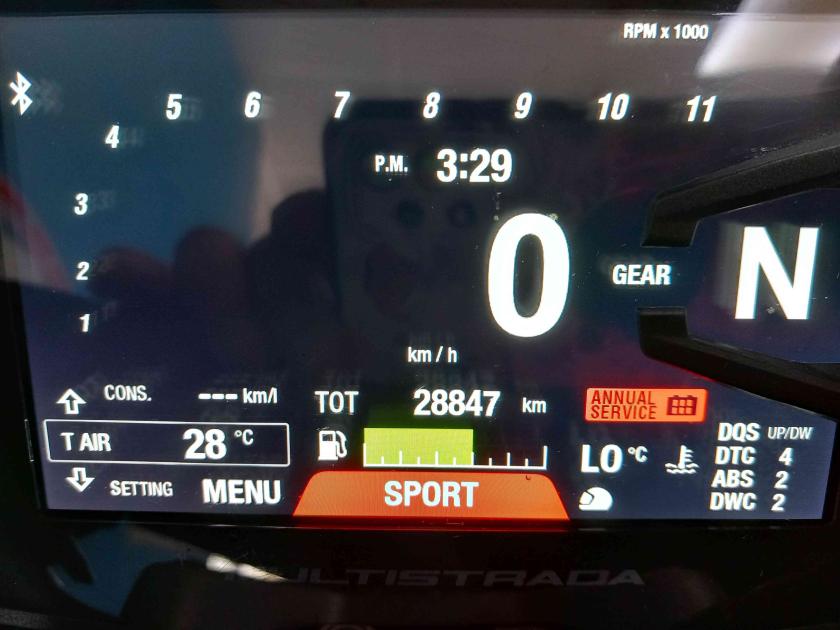 RPM x 1000
5 6 7 8 9 10 11
4
P.M. 3:29
3
0
2
GEAR N
1
km/h
CONS. --- km/l
TOT 28847 km
ANNUAL
SERVICE
T AIR 28 °C
LO °C
DQS UP/DW
DTC 4
ABS 2
DWC 2
SETTING MENU
SPORT
MULTISTRADA